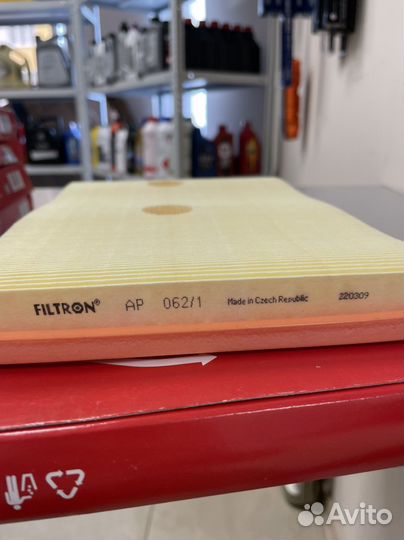 FILTRON® AP 062/1 Made in Czech Republic 220309
Avito